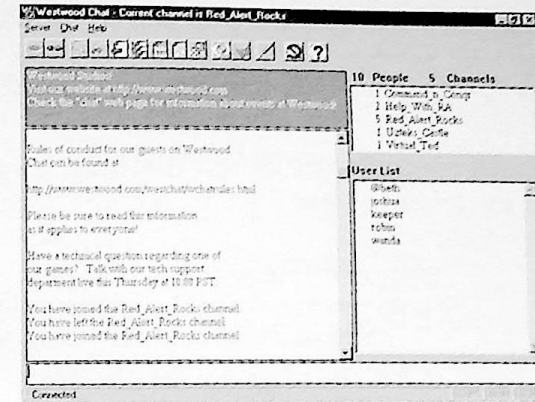 Westwood Chat - Current channel is Red_Alert_Rocks
Server Chat Help
Westwood Studios!
Visit our website at http://www.westwood.com
Check the "chat" web page for information about events at Westwood!
10 People 5 Channels
1 Command_n_Conqr
2 Help_With_RA
5 Red_Alert_Rocks
1 Uzteks_Castle
1 Virtual_Ted
Rules of conduct for our guests on Westwood
Chat can be found at
http://www.westwood.com/westchat/wchatrules.html
Please be sure to read this information
as it applies to everyone!
Have a technical question regarding one of
our games? Talk with our tech support
department live this Thursday at 10:00 PST.
You have joined the Red_Alert_Rocks channel
You have left the Red_Alert_Rocks channel
You have joined the Red_Alert_Rocks channel
User List
@beth
joshua
keeper
robin
wanda
Connected